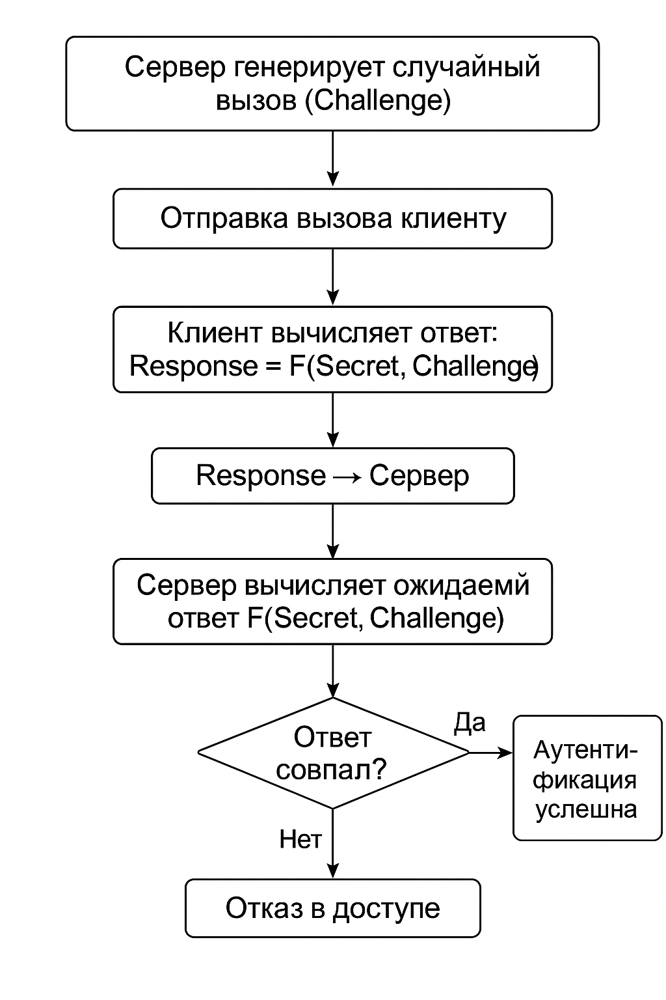 Сервер генерирует случайный
вызов (Challenge)
Отправка вызова клиенту
Клиент вычисляет ответ:
Response = F(Secret, Challenge)
Response → Сервер
Сервер вычисляет ожидаемй
ответ F(Secret, Challenge)
Ответ
совпал?
Да
Аутенти-
фикация
успешна
Нет
Отказ в доступе